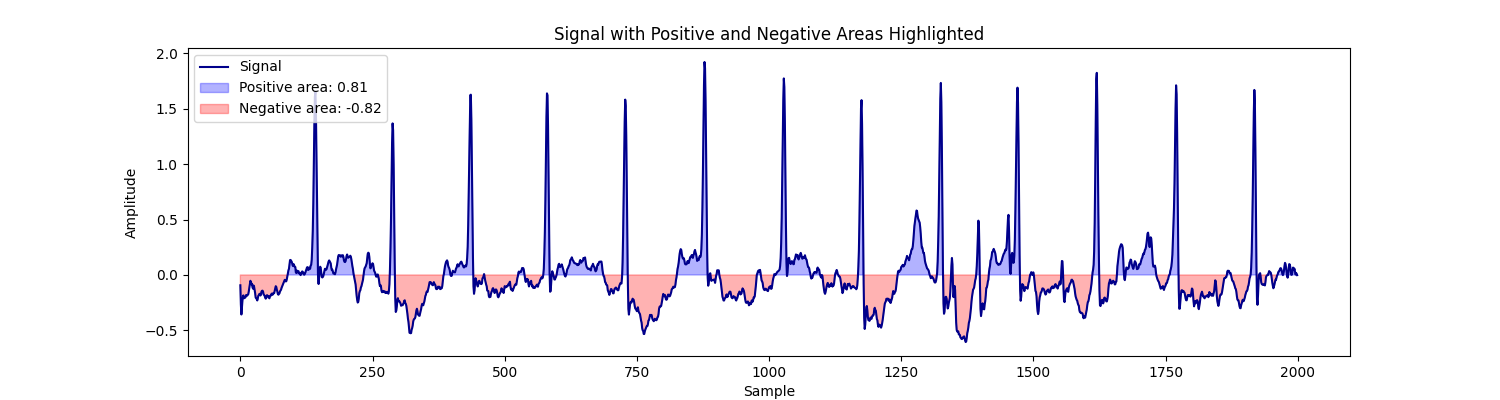 Signal with Positive and Negative Areas Highlighted
2.0
1.5
1.0
0.5
0.0
−0.5
Amplitude
Signal
Positive area: 0.81
Negative area: -0.82
0 250 500 750 1000 1250 1500 1750 2000
Sample